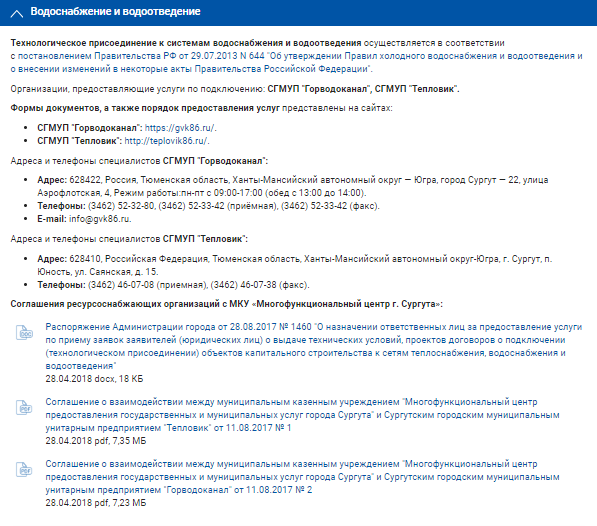 Водоснабжение и водоотведение
Технологическое присоединение к системам водоснабжения и водоотведения осуществляется в соответствии
с постановлением Правительства РФ от 29.07.2013 N 644 "Об утверждении Правил холодного водоснабжения и водоотведения и
о внесении изменений в некоторые акты Правительства Российской Федерации".
Организации, предоставляющие услуги по подключению: СГМУП "Горводоканал", СГМУП "Тепловик".
Формы документов, а также порядок предоставления услуг представлены на сайтах:
• СГМУП "Горводоканал": https://gvk86.ru/.
• СГМУП "Тепловик": http://teplovik86.ru/.
Адреса и телефоны специалистов СГМУП "Горводоканал":
• Адрес: 628422, Россия, Тюменская область, Ханты-Мансийский автономный округ — Югра, город Сургут — 22, улица
Аэрофлотская, 4, Режим работы:пн-пт с 09:00-17:00 (обед с 13:00 до 14:00).
• Телефоны: (3462) 52-32-80, (3462) 52-33-42 (приёмная), (3462) 52-33-42 (факс).
• E-mail: info@gvk86.ru.
Адреса и телефоны специалистов СГМУП "Тепловик":
• Адрес: 628410, Российская Федерация, Тюменская область, Ханты-Мансийский автономный округ-Югра, г. Сургут, п.
Юность, ул. Саянская, д. 15.
• Телефоны: (3462) 46-07-08 (приемная), (3462) 46-07-38 (факс).
Соглашения ресурсоснабжающих организаций с МКУ «Многофункциональный центр г. Сургута»:
DOC
Распоряжение Администрации города от 28.08.2017 № 1460 "О назначении ответственных лиц за предоставление услуги
по приему заявок заявителей (юридических лиц) о выдаче технических условий, проектов договоров о подключении
(технологическом присоединении) объектов капитального строительства к сетям теплоснабжения, водоснабжения и
водоотведения"
28.04.2018 docx, 18 КБ
PDF
Соглашение о взаимодействии между муниципальным казенным учреждением "Многофункциональный центр
предоставления государственных и муниципальных услуг города Сургута" и Сургутским городским муниципальным
унитарным предприятием "Тепловик" от 11.08.2017 № 1
28.04.2018 pdf, 7,35 МБ
PDF
Соглашение о взаимодействии между муниципальным казенным учреждением "Многофункциональный центр
предоставления государственных и муниципальных услуг города Сургута" и Сургутским городским муниципальным
унитарным предприятием "Горводоканал" от 11.08.2017 № 2
28.04.2018 pdf, 7,23 МБ